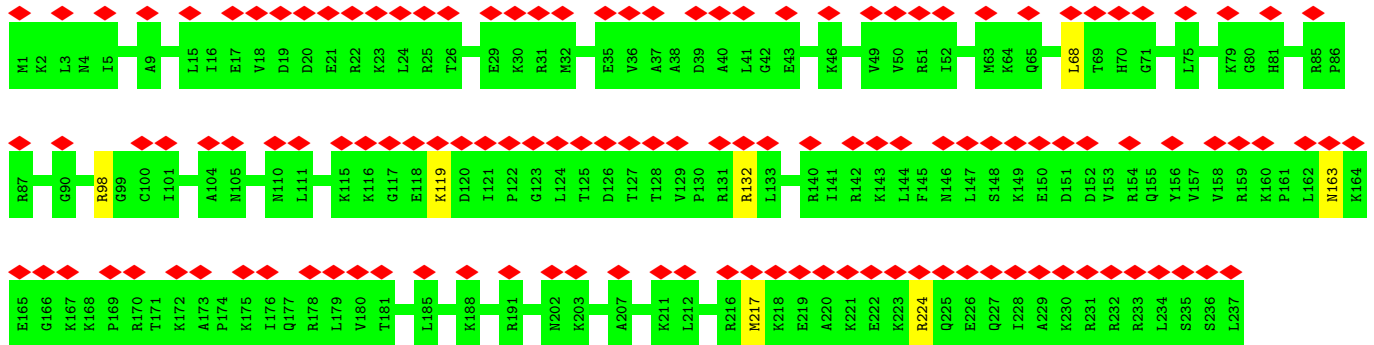 M1 K2 L3 N4 I5 A9 L15 I16 E17 V18 D19 D20 E21 R22 K23 L24 R25 T26 E29 K30 R31 M32 E35 V36 A37 A38 D39 A40 L41 G42 E43 K46 V49 V50 R51 I52 M63 K64 Q65 L68 T69 H70 G71 L75 K79 G80 H81 R85 P86
R87 G90 R98 G99 C100 I101 A104 N105 N110 L111 K115 K116 G117 E118 K119 D120 I121 P122 G123 L124 T125 D126 T127 T128 V129 P130 R131 R132 L133 R140 I141 R142 K143 L144 F145 N146 L147 S148 K149 E150 D151 D152 V153 R154 Q155 Y156 V157 V158 R159 K160 P161 L162 N163 K164
E165 G166 K167 K168 P169 R170 T171 K172 A173 P174 K175 I176 Q177 R178 L179 V180 T181 L185 K188 R191 N202 K203 A207 K211 L212 R216 M217 K218 E219 A220 K221 E222 K223 R224 Q225 E226 Q227 I228 A229 K230 R231 R232 R233 L234 S235 S236 L237